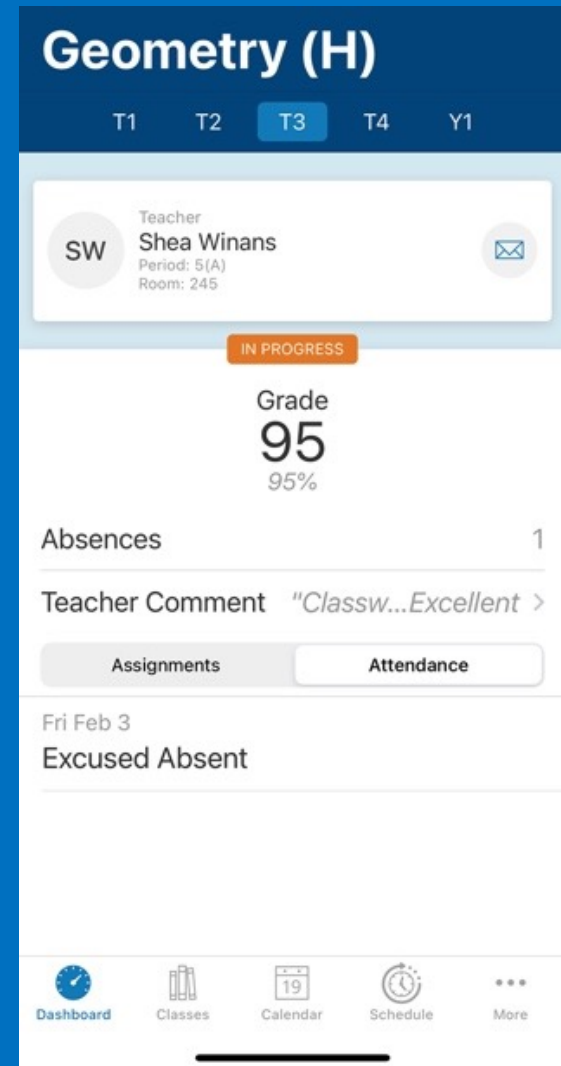 Geometry (H)
T1 T2 T3 T4 Y1
Teacher
SW Shea Winans
Period: 5(A)
Room: 245
IN PROGRESS
Grade
95
95%
Absences 1
Teacher Comment "Classw...Excellent >
Assignments Attendance
Fri Feb 3
Excused Absent
19
Dashboard Classes Calendar Schedule More